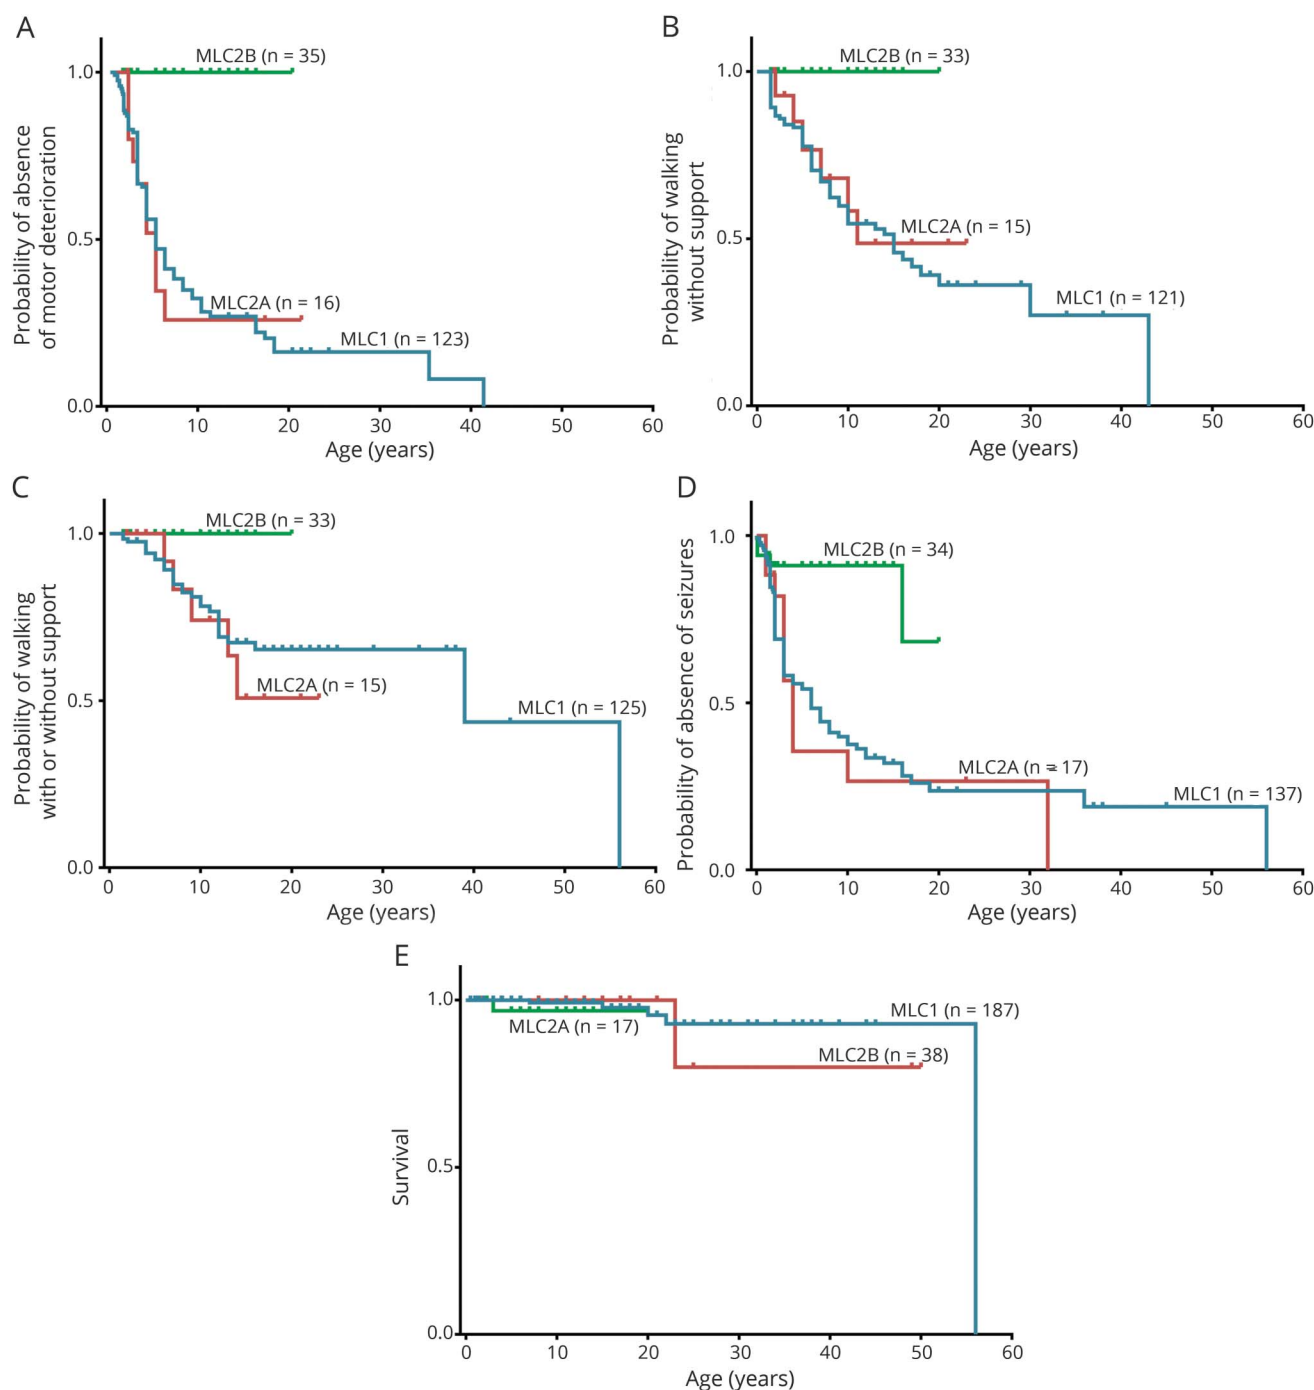 A
MLC2B (n = 35)
1.0
Probability of absence
of motor deterioration
0.5
MLC2A (n = 16)
MLC1 (n = 123)
0.0
0 10 20 30 40 50 60
Age (years)
B
MLC2B (n = 33)
1.0
Probability of walking
without support
0.5
MLC2A (n = 15)
MLC1 (n = 121)
0.0
0 10 20 30 40 50 60
Age (years)
C
MLC2B (n = 33)
1.0
Probability of walking
with or without support
MLC2A (n = 15)
0.5
MLC1 (n = 125)
0.0
0 10 20 30 40 50 60
Age (years)
D
1.0
MLC2B (n = 34)
Probability of absence of seizures
0.5
MLC2A (n = 17)
MLC1 (n = 137)
0.0
0 10 20 30 40 50 60
Age (years)
E
1.0
MLC1 (n = 187)
MLC2A (n = 17)
MLC2B (n = 38)
Survival
0.5
0.0
0 10 20 30 40 50 60
Age (years)